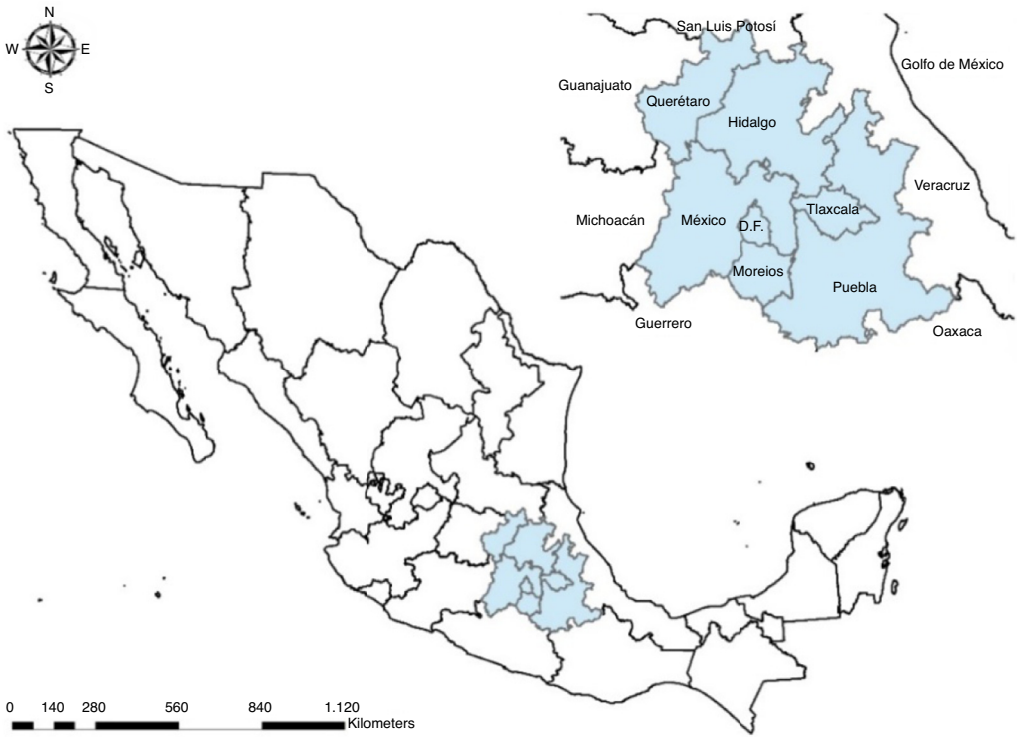 N
W E
S
San Luis Potosí
Golfo de México
Guanajuato
Querétaro
Hidalgo
Veracruz
Tlaxcala
Michoacán
México
D.F.
Moreios
Puebla
Guerrero
Oaxaca
0 140 280 560 840 1.120
Kilometers